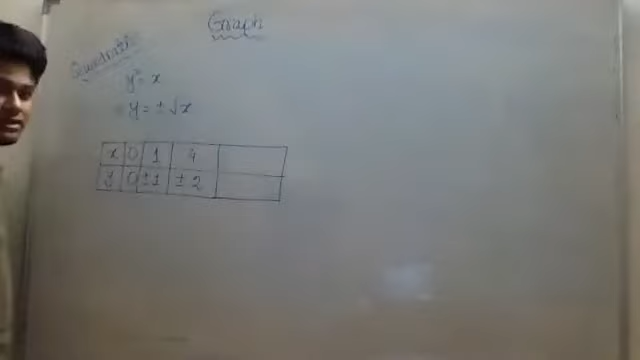 Graph
Quadratic
y² = x
y = ± √x
x 0 1 4
y 0 ±1 ±2